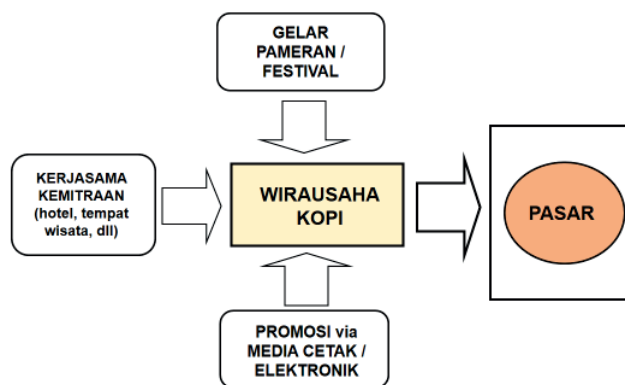 GELAR
PAMERAN /
FESTIVAL
KERJASAMA
KEMITRAAN
(hotel, tempat
wisata, dll)
WIRAUSAHA
KOPI
PASAR
PROMOSI via
MEDIA CETAK /
ELEKTRONIK